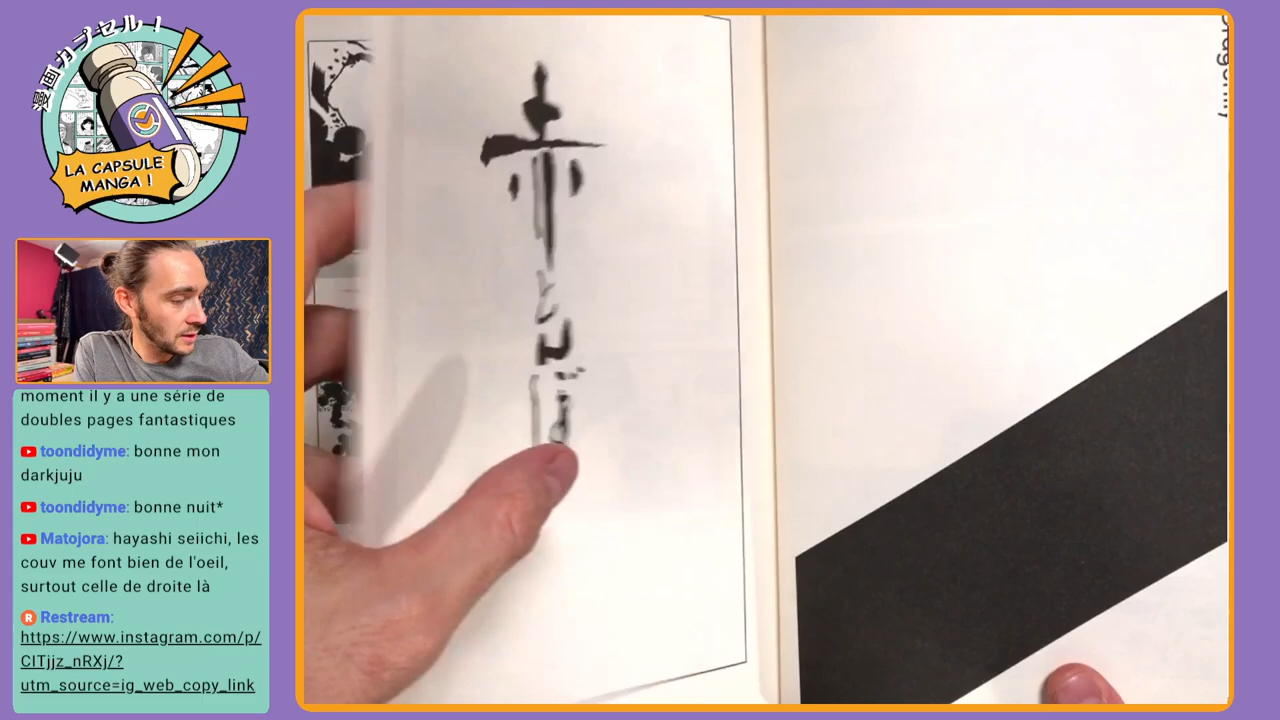 漫画カプセル！
LA CAPSULE
MANGA !
moment il y a une série de
doubles pages fantastiques
toondidyme: bonne mon
darkjuju
toondidyme: bonne nuit*
Matojora: hayashi seiichi, les
couv me font bien de l'oeil,
surtout celle de droite là
Restream:
https://www.instagram.com/p/
CITjjz_nRXj/?
utm_source=ig_web_copy_link